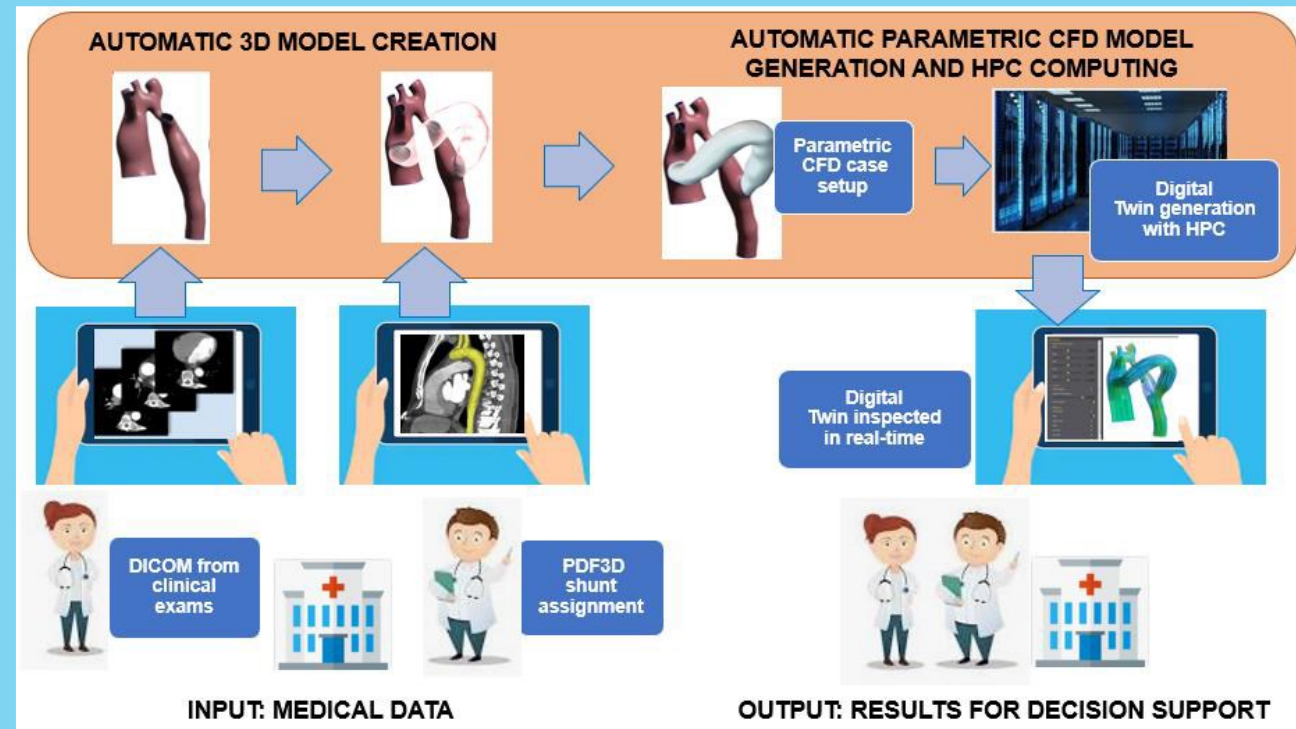 AUTOMATIC 3D MODEL CREATION
AUTOMATIC PARAMETRIC CFD MODEL
GENERATION AND HPC COMPUTING
Parametric
CFD case
setup
Digital
Twin generation
with HPC
Digital
Twin inspected
in real-time
DICOM from
clinical
exams
PDF3D
shunt
assignment
INPUT: MEDICAL DATA
OUTPUT: RESULTS FOR DECISION SUPPORT